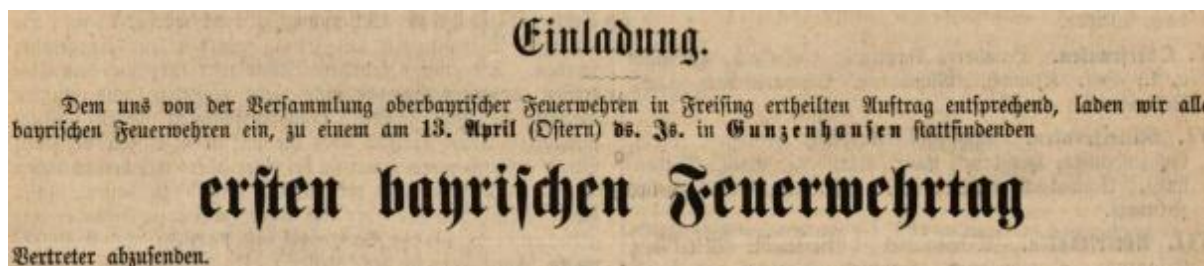 Einladung.
Dem uns von der Versammlung oberbayrischer Feuerwehren in Freising ertheilten Auftrag entsprechend, laden wir all
bayrischen Feuerwehren ein, zu einem am 13. April (Ostern) ds. Js. in Gunzenhausen stattfindenden
ersten bayrischen Feuerwehrtag
Vertreter abzusenden.